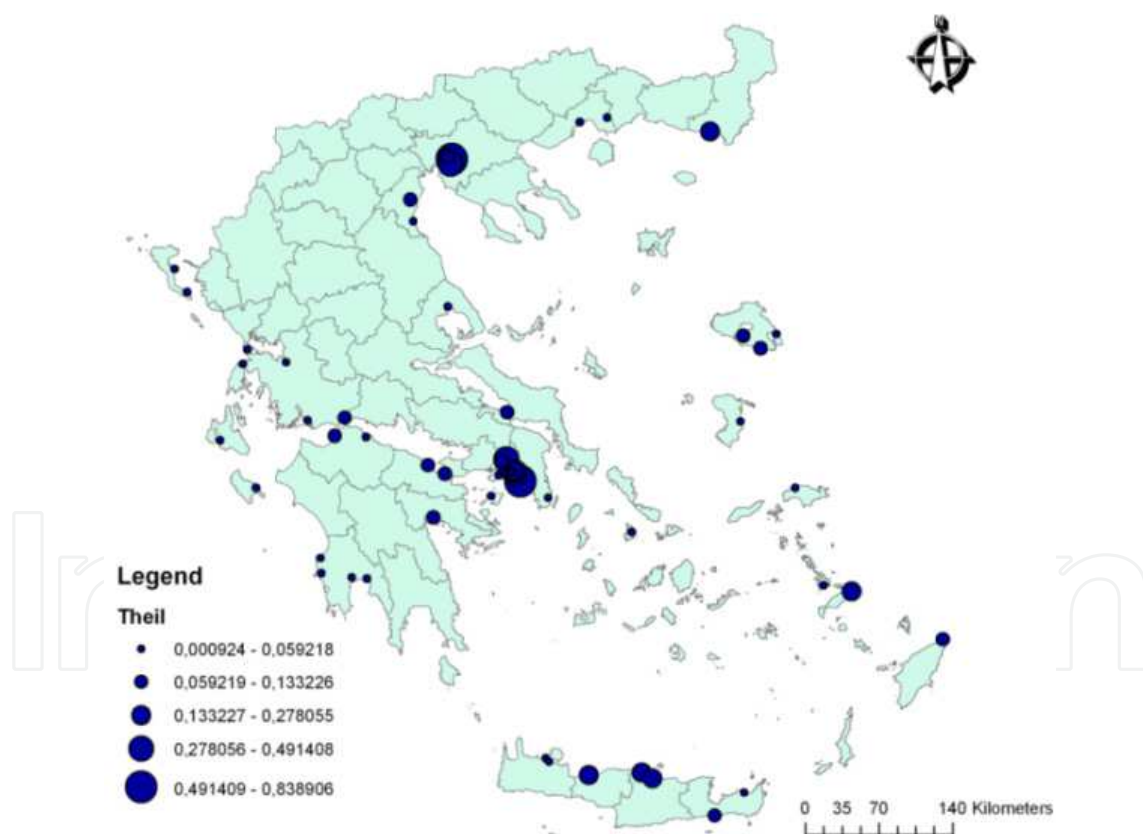 Legend
Theil
0,000924 - 0,059218
0,059219 - 0,133226
0,133227 - 0,278055
0,278056 - 0,491408
0,491409 - 0,838906
0 35 70 140 Kilometers